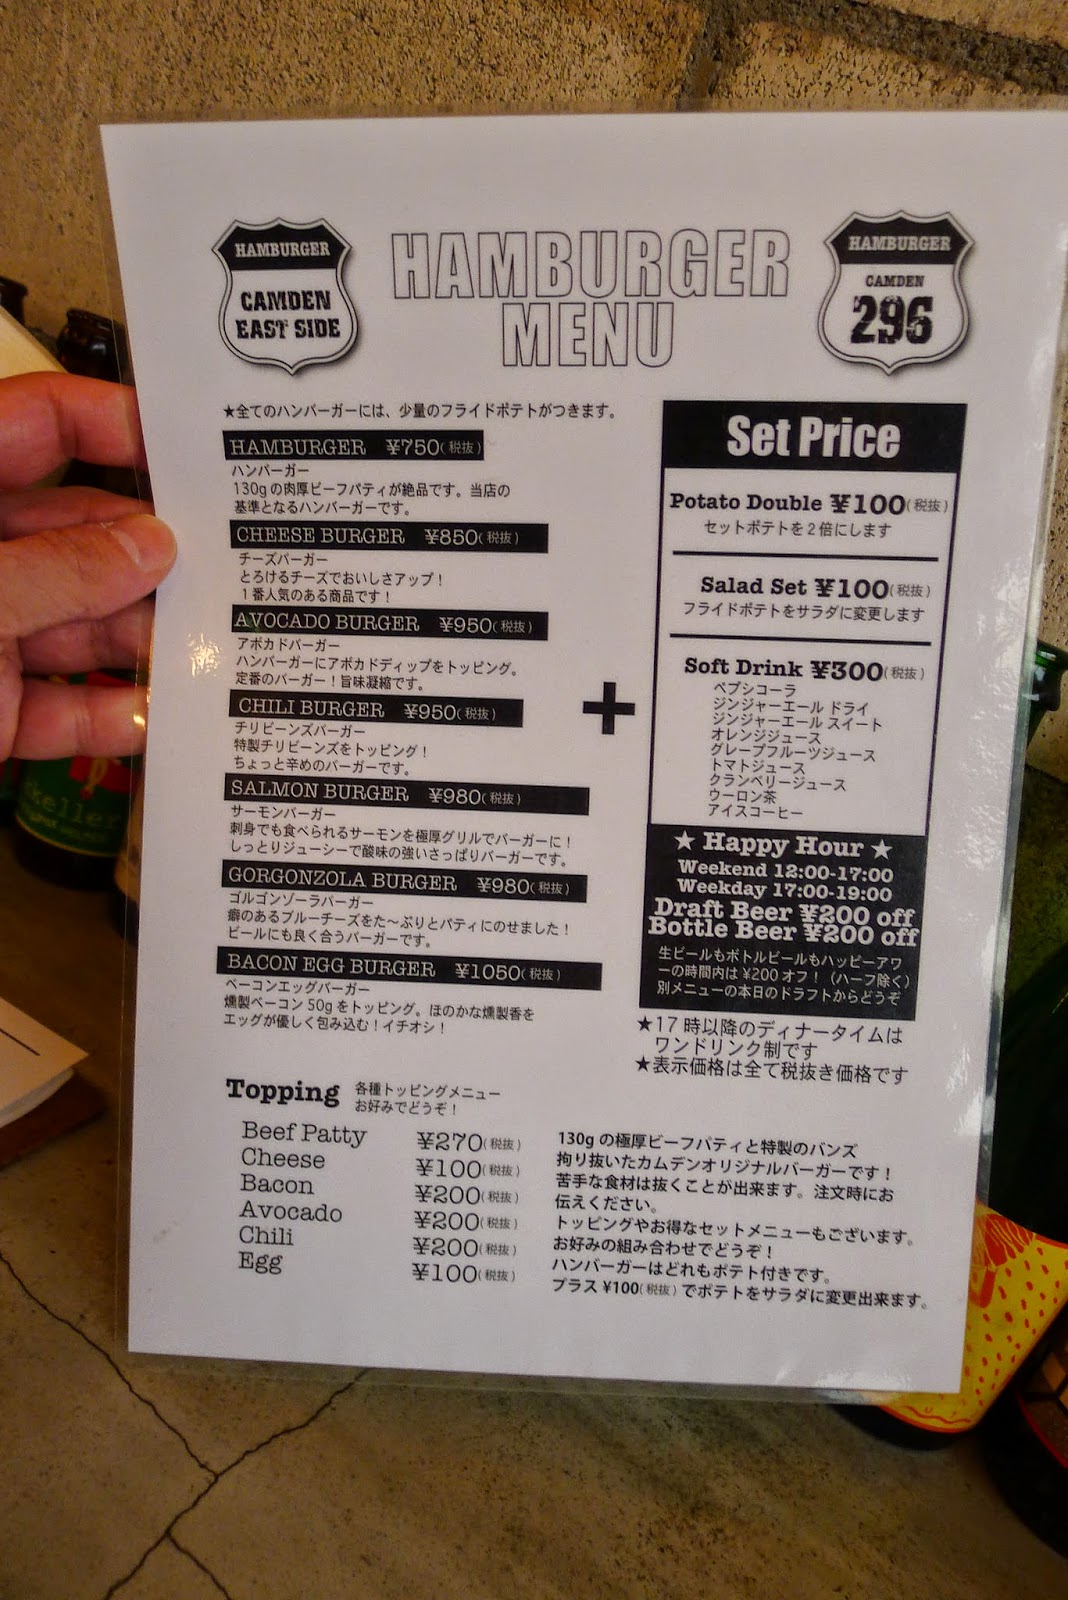 HAMBURGER
CAMDEN
EAST SIDE
HAMBURGER
MENU
HAMBURGER
CAMDEN
296
★全てのハンバーガーには、少量のフライドポテトがつきます。
HAMBURGER ¥750(税抜)
ハンバーガー
130gの肉厚ビーフパティが絶品です。当店の
基準となるハンバーガーです。
CHEESE BURGER ¥850(税抜)
チーズバーガー
とろけるチーズでおいしさアップ！
１番人気のある商品です！
AVOCADO BURGER ¥950(税抜)
アボカドバーガー
ハンバーガーにアボカドディップをトッピング。
定番のバーガー！旨味凝縮です。
CHILI BURGER ¥950(税抜)
チリビーンズバーガー
特製チリビーンズをトッピング！
ちょっと辛めのバーガーです。
SALMON BURGER ¥980(税抜)
サーモンバーガー
刺身でも食べられるサーモンを極厚グリルでバーガーに！
しっとりジューシーで酸味の強いさっぱりバーガーです。
GORGONZOLA BURGER ¥980(税抜)
ゴルゴンゾーラバーガー
癖のあるブルーチーズをた〜ぷりとパティにのせました！
ビールにも良く合うバーガーです。
BACON EGG BURGER ¥1050(税抜)
ベーコンエッグバーガー
燻製ベーコン50gをトッピング。ほのかな燻製香を
エッグが優しく包み込む！イチオシ！
+
Set Price
Potato Double ¥100(税抜)
セットポテトを２倍にします
Salad Set ¥100(税抜)
フライドポテトをサラダに変更します
Soft Drink ¥300(税抜)
ペプシコーラ
ジンジャーエール ドライ
ジンジャーエール スイート
オレンジジュース
グレープフルーツジュース
トマトジュース
クランベリージュース
ウーロン茶
アイスコーヒー
★ Happy Hour ★
Weekend 12:00-17:00
Weekday 17:00-19:00
Draft Beer ¥200 off
Bottle Beer ¥200 off
生ビールもボトルビールもハッピーアワ
ーの時間内は¥200オフ！（ハーフ除く）
別メニューの本日のドラフトからどうぞ
★17時以降のディナータイムは
ワンドリンク制です
★表示価格は全て税抜き価格です
Topping 各種トッピングメニュー
お好みでどうぞ！
Beef Patty ¥270(税抜)
Cheese ¥100(税抜)
Bacon ¥200(税抜)
Avocado ¥200(税抜)
Chili ¥200(税抜)
Egg ¥100(税抜)
130gの極厚ビーフパティと特製のバンズ
拘り抜いたカムデンオリジナルバーガーです！
苦手な食材は抜くことが出来ます。注文時にお
伝えください。
トッピングやお得なセットメニューもございます。
お好みの組み合わせでどうぞ！
ハンバーガーはどれもポテト付きです。
プラス¥100(税抜)でポテトをサラダに変更出来ます。